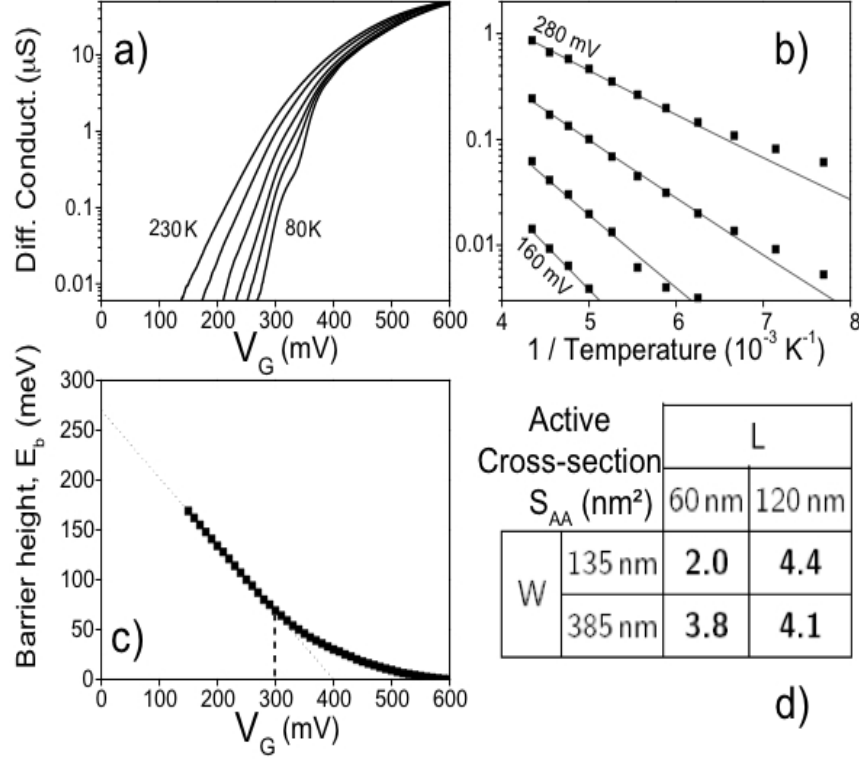 a)
Diff. Conduct. (μS)
10
1
0.1
0.01
230K
80K
0 100 200 300 400 500 600
V_G (mV)
b)
1
0.1
0.01
280 mV
160 mV
4 5 6 7 8
1 / Temperature (10⁻³ K⁻¹)
c)
Barrier height, E_b (meV)
300
250
200
150
100
50
0
0 100 200 300 400 500 600
V_G (mV)
Active
Cross-section
S_AA (nm²)
L
60 nm 120 nm
W
135 nm 2.0 4.4
385 nm 3.8 4.1
d)